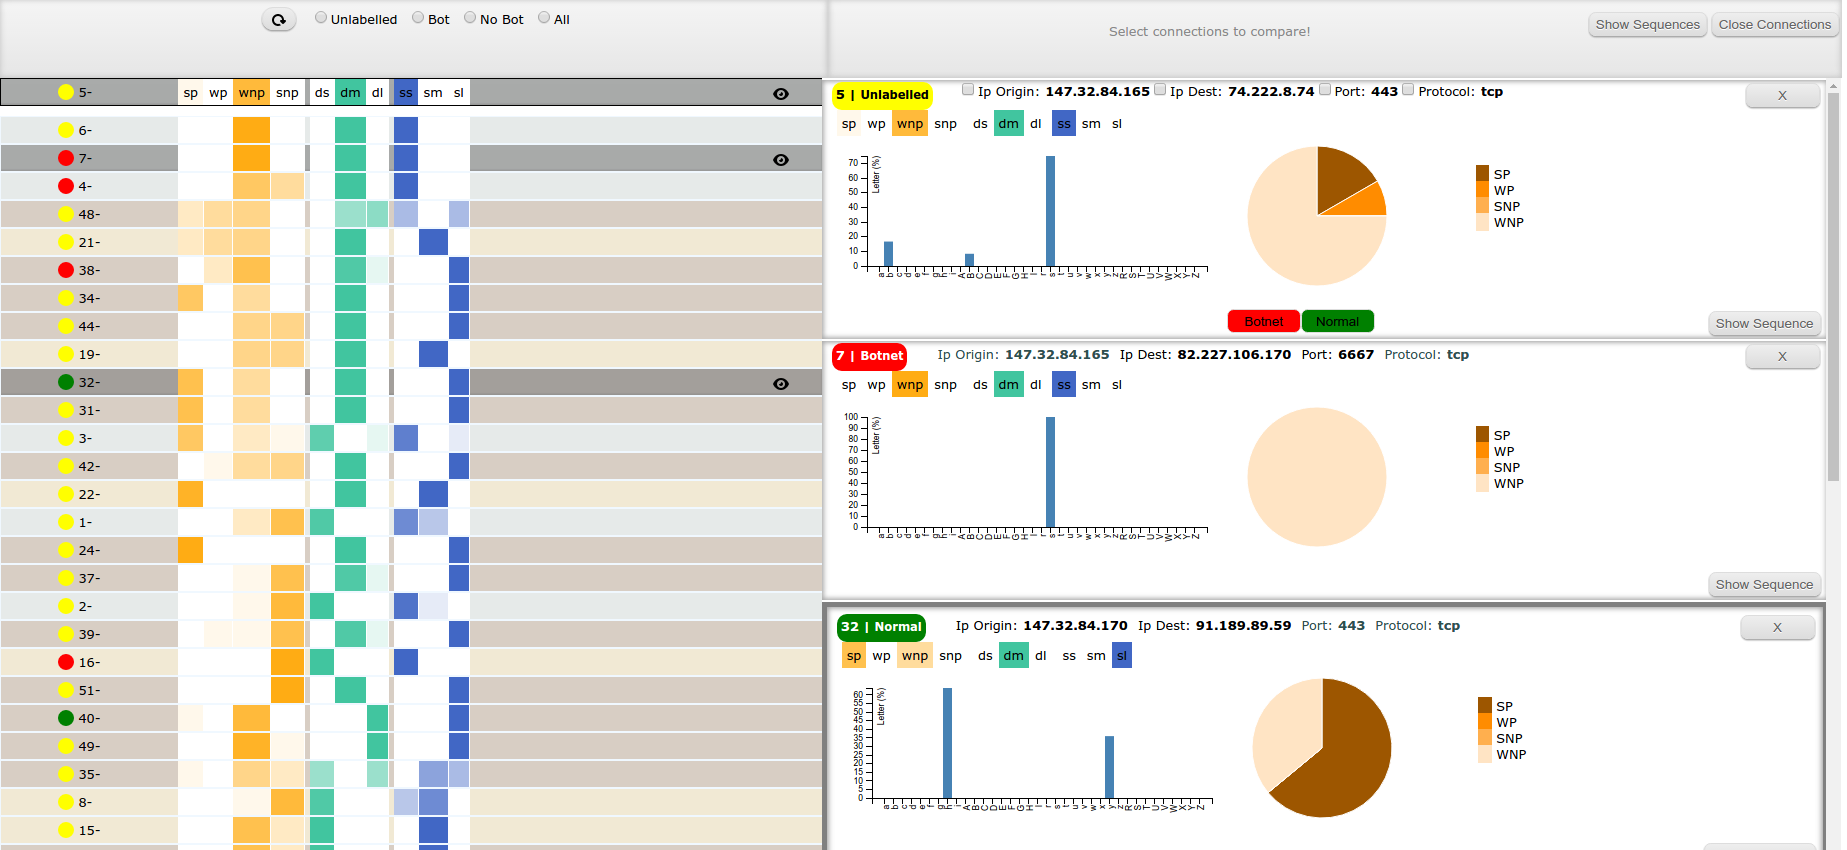 Unlabelled Bot No Bot All
Select connections to compare!
Show Sequences Close Connections
5- sp wp wnp snp ds dm dl ss sm sl
6-
7-
4-
48-
21-
38-
34-
44-
19-
32-
31-
3-
42-
22-
1-
24-
37-
2-
39-
16-
51-
40-
49-
35-
8-
15-
5 | Unlabelled Ip Origin: 147.32.84.165 Ip Dest: 74.222.8.74 Port: 443 Protocol: tcp X
sp wp wnp snp ds dm dl ss sm sl
Letter (%)
70
60
50
40
30
20
10
0
a b c d e f g h i A B C D E F G H I r s t u v w x y z R S T U V W X Y Z
SP
WP
SNP
WNP
Botnet Normal Show Sequence
7 | Botnet Ip Origin: 147.32.84.165 Ip Dest: 82.227.106.170 Port: 6667 Protocol: tcp X
sp wp wnp snp ds dm dl ss sm sl
Letter (%)
100
90
80
70
60
50
40
30
20
10
0
a b c d e f g h i A B C D E F G H I r s t u v w x y z R S T U V W X Y Z
SP
WP
SNP
WNP
Show Sequence
32 | Normal Ip Origin: 147.32.84.170 Ip Dest: 91.189.89.59 Port: 443 Protocol: tcp X
sp wp wnp snp ds dm dl ss sm sl
Letter (%)
60
55
50
45
40
35
30
25
20
15
10
5
0
a b c d e f g h i A B C D E F G H I r s t u v w x y z R S T U V W X Y Z
SP
WP
SNP
WNP